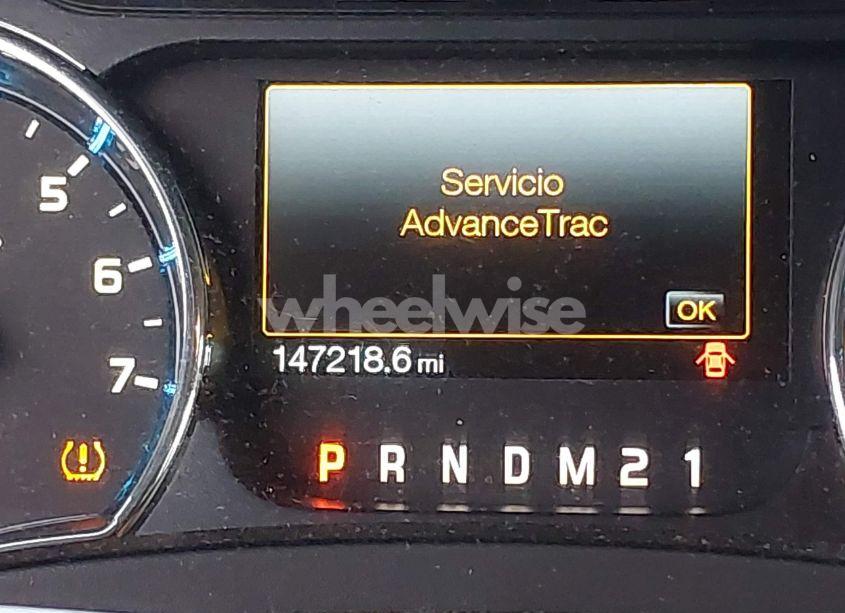 Servicio
AdvanceTrac
wheelwise
OK
147218.6 mi
5
6
7
P R N D M 2 1